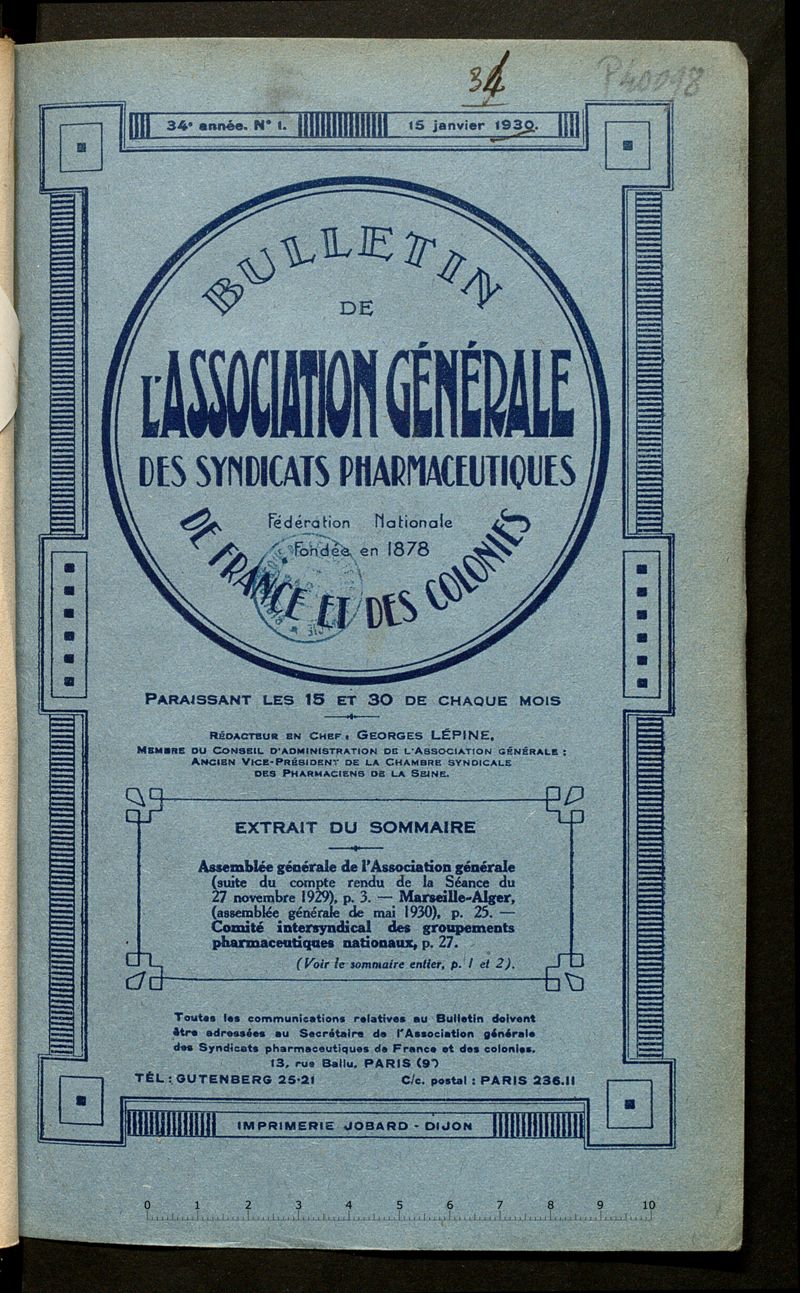 34
P40098
34e année. N° 1. 15 janvier 1930.
BULLETIN
DE
L'ASSOCIATION GÉNÉRALE
DES SYNDICATS PHARMACEUTIQUES
Fédération Nationale
Fondée en 1878
DE FRANCE ET DES COLONIES
PARAISSANT LES 15 ET 30 DE CHAQUE MOIS
RÉDACTEUR EN CHEF : GEORGES LÉPINE,
MEMBRE DU CONSEIL D'ADMINISTRATION DE L'ASSOCIATION GÉNÉRALE ;
ANCIEN VICE-PRÉSIDENT DE LA CHAMBRE SYNDICALE
DES PHARMACIENS DE LA SEINE.
EXTRAIT DU SOMMAIRE
Assemblée générale de l'Association générale
(suite du compte rendu de la Séance du
27 novembre 1929), p. 3. — Marseille-Alger,
(assemblée générale de mai 1930), p. 25. —
Comité intersyndical des groupements
pharmaceutiques nationaux, p. 27.
(Voir le sommaire entier, p. 1 et 2).
Toutes les communications relatives au Bulletin doivent
être adressées au Secrétaire de l'Association générale
des Syndicats pharmaceutiques de France et des colonies,
13, rue Ballu, PARIS (9e)
TÉL : GUTENBERG 25-21 C/c. postal : PARIS 236.11
IMPRIMERIE JOBARD - DIJON
0 1 2 3 4 5 6 7 8 9 10